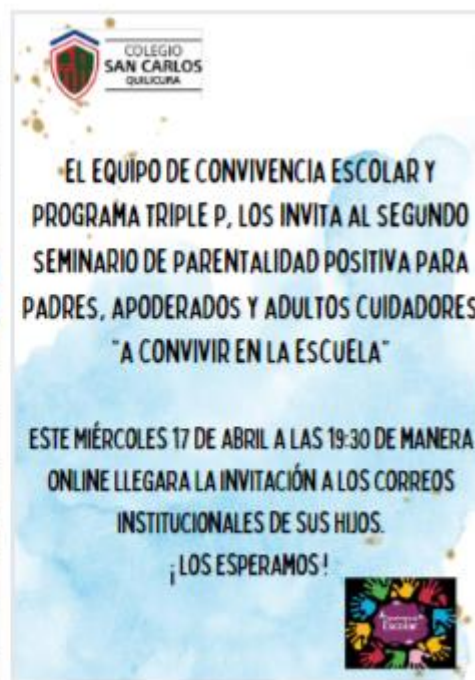 COLEGIO
SAN CARLOS
QUILICURA
EL EQUIPO DE CONVIVENCIA ESCOLAR Y
PROGRAMA TRIPLE P, LOS INVITA AL SEGUNDO
SEMINARIO DE PARENTALIDAD POSITIVA PARA
PADRES, APODERADOS Y ADULTOS CUIDADORES
"A CONVIVIR EN LA ESCUELA"
ESTE MIÉRCOLES 17 DE ABRIL A LAS 19:30 DE MANERA
ONLINE LLEGARA LA INVITACIÓN A LOS CORREOS
INSTITUCIONALES DE SUS HIJOS.
¡LOS ESPERAMOS!
Escolar